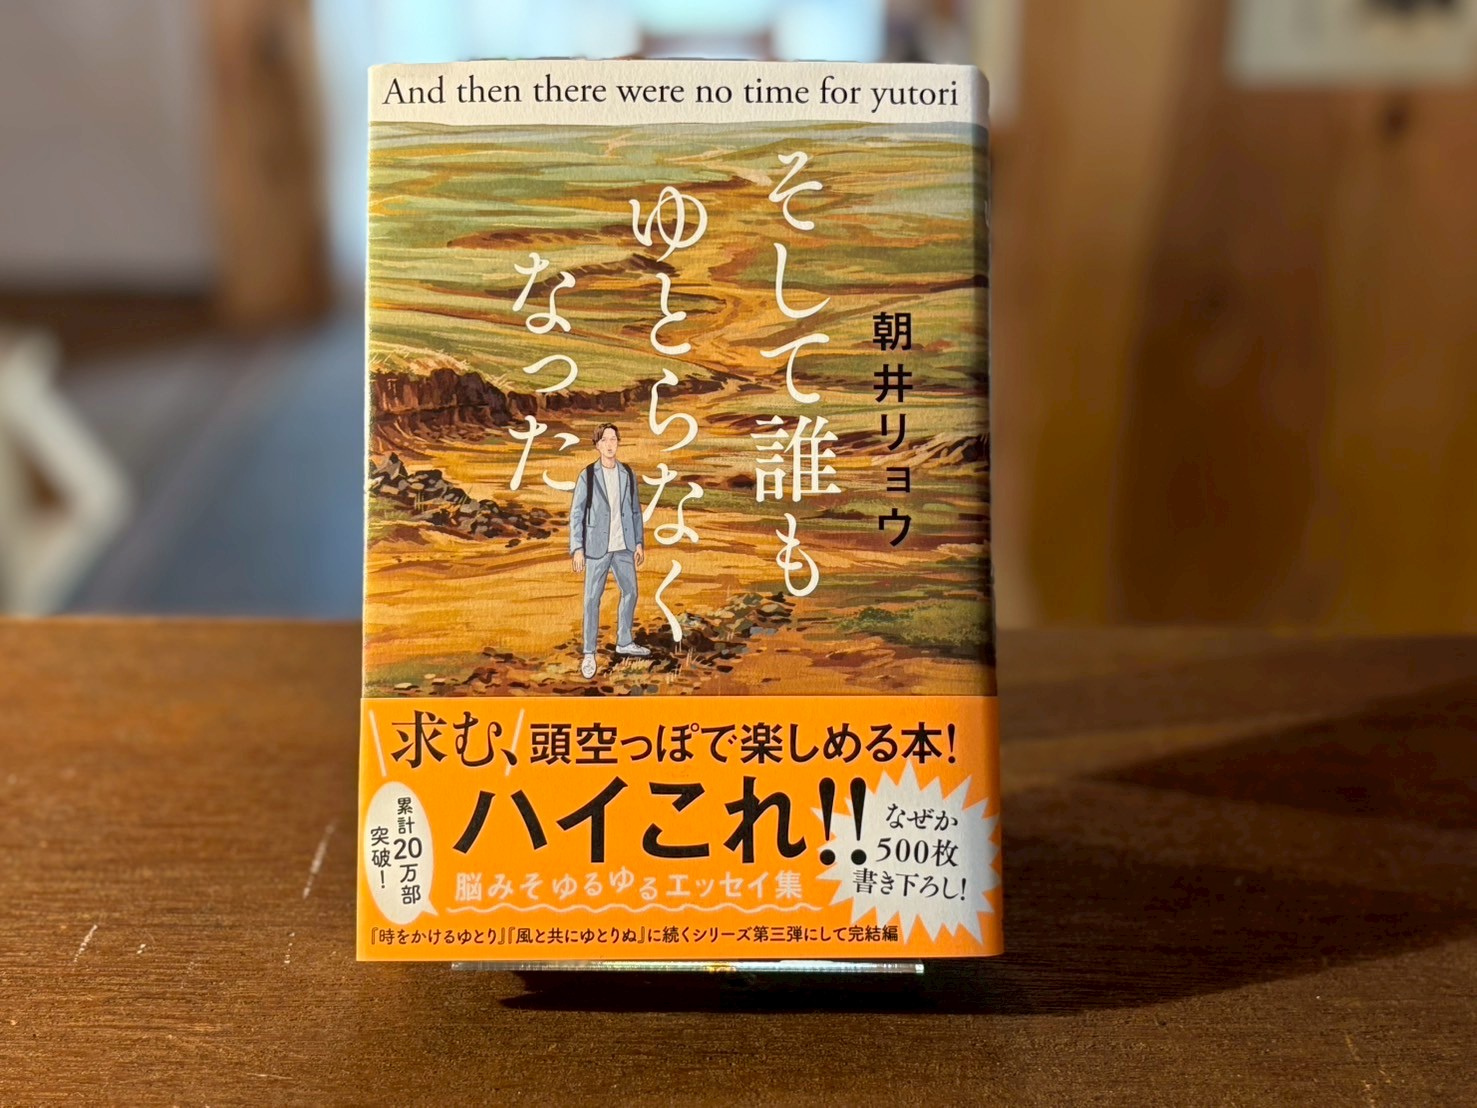 And then there were no time for yutori
そして誰も
ゆとらなく
なった
朝井リョウ
求む、頭空っぽで楽しめる本!
ハイこれ!!
累計20万部
突破!
なぜか
500枚
書き下ろし!
脳みそゆるゆるエッセイ集
『時をかけるゆとり』『風と共にゆとりぬ』に続くシリーズ第三弾にして完結編